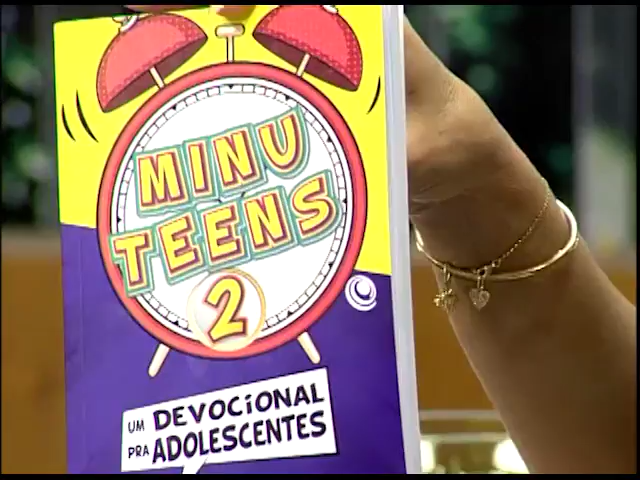 MINU
TEENS
2
UM DEVOCIONAL
PRA ADOLESCENTES